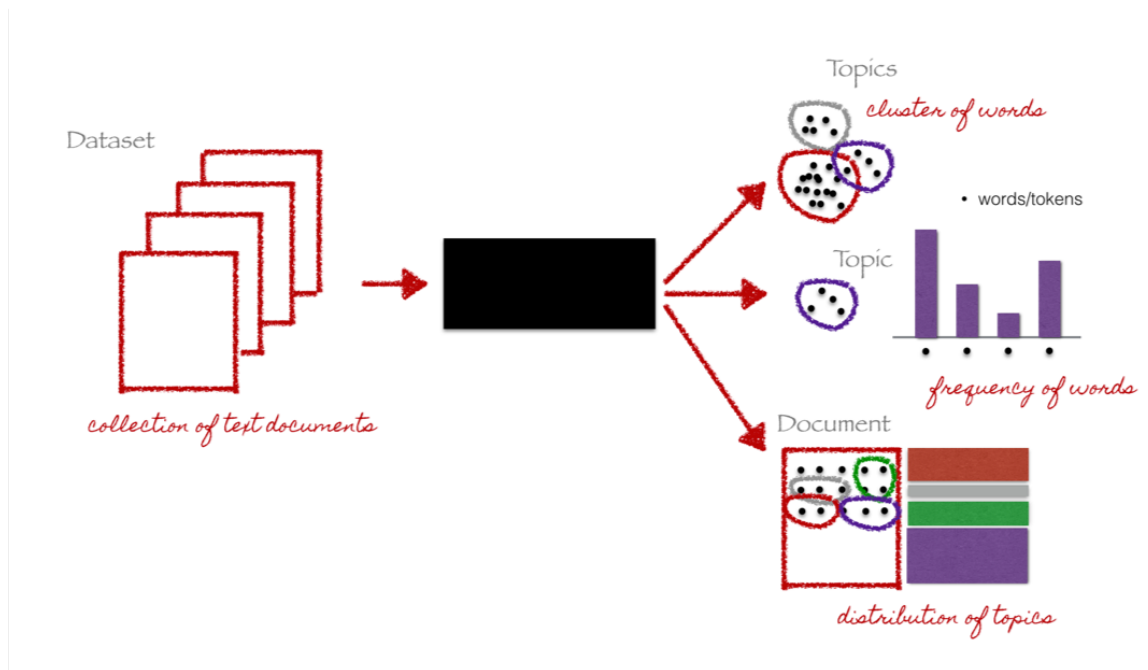 Dataset
collection of text documents
Topics
cluster of words
• words/tokens
Topic
frequency of words
Document
distribution of topics